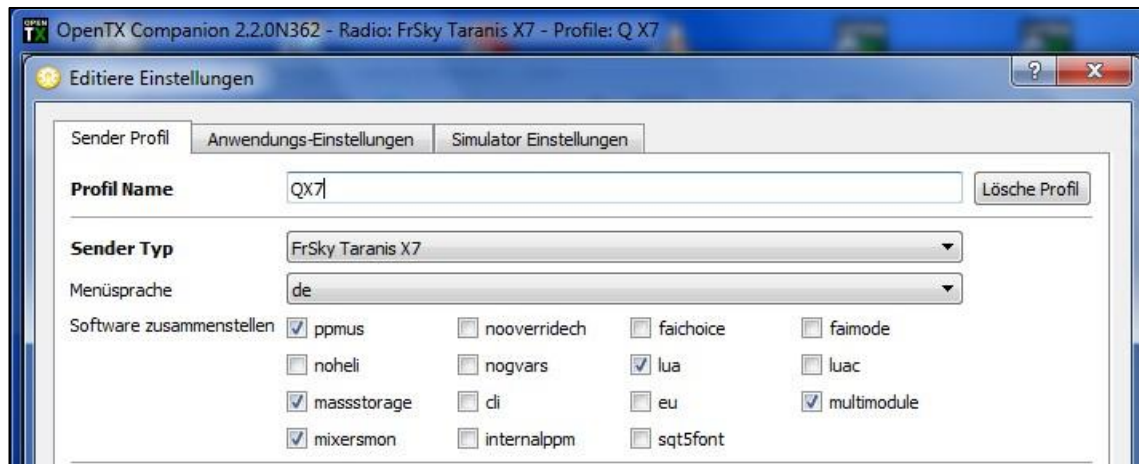 OpenTX Companion 2.2.0N362 - Radio: FrSky Taranis X7 - Profile: Q X7
Editiere Einstellungen
Sender Profil Anwendungs-Einstellungen Simulator Einstellungen
Profil Name QX7 Lösche Profil
Sender Typ FrSky Taranis X7
Menüsprache de
Software zusammenstellen ppmus nooverridech faichoice faimode
noheli nogvars lua luac
massstorage cli eu multimodule
mixersmon internalppm sqt5font